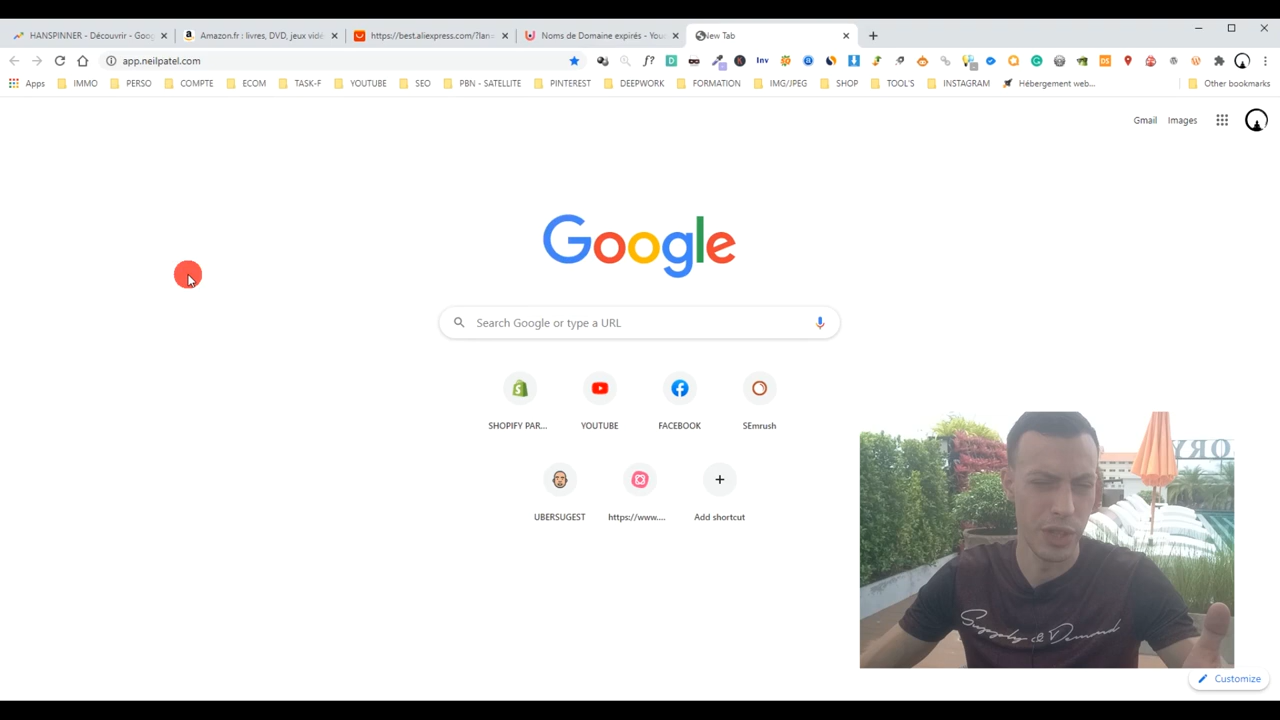 HANSPINNER - Découvrir - Goog
Amazon.fr : livres, DVD, jeux vidé
https://best.aliexpress.com/?lan=
Noms de Domaine expirés - You
New Tab
app.neilpatel.com
Apps
IMMO
PERSO
COMPTE
ECOM
TASK-F
YOUTUBE
SEO
PBN - SATELLITE
PINTEREST
DEEPWORK
FORMATION
IMG/JPEG
SHOP
TOOL'S
INSTAGRAM
Hébergement web...
Other bookmarks
Gmail
Images
Google
Search Google or type a URL
SHOPIFY PAR...
YOUTUBE
FACEBOOK
SEmrush
UBERSUGEST
https://www....
Add shortcut
Customize